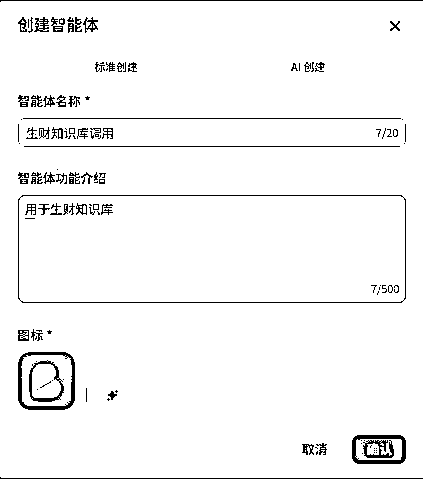 创建智能体
标准创建 AI 创建
智能体名称 *
生财知识库调用 7/20
智能体功能介绍
用于生财知识库
7/500
图标 *
取消 确认